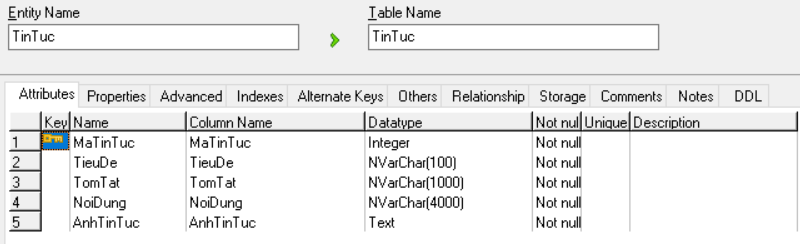 Entity Name Table Name
TinTuc TinTuc
Attributes Properties Advanced Indexes Alternate Keys Others Relationship Storage Comments Notes DDL
Key Name Column Name Datatype Not nul Unique Description
1 MaTinTuc MaTinTuc Integer Not null
2 TieuDe TieuDe NVarChar(100) Not null
3 TomTat TomTat NVarChar(1000) Not null
4 NoiDung NoiDung NVarChar(4000) Not null
5 AnhTinTuc AnhTinTuc Text Not null